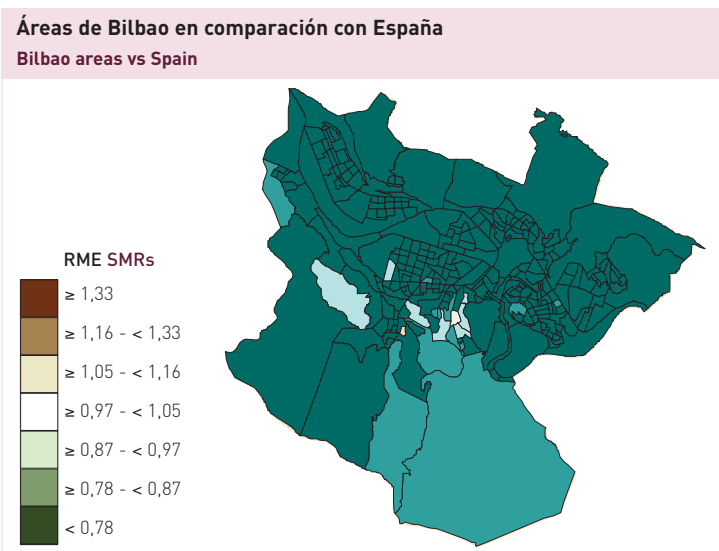 Áreas de Bilbao en comparación con España
Bilbao areas vs Spain
RME SMRs
≥ 1,33
≥ 1,16 - < 1,33
≥ 1,05 - < 1,16
≥ 0,97 - < 1,05
≥ 0,87 - < 0,97
≥ 0,78 - < 0,87
< 0,78